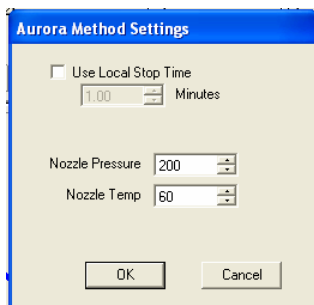 Aurora Method Settings
Use Local Stop Time
1.00 Minutes
Nozzle Pressure 200
Nozzle Temp 60
OK Cancel